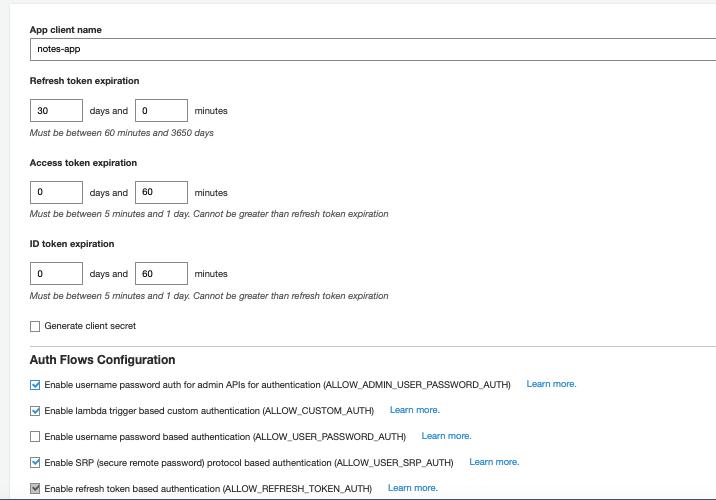 App client name
notes-app
Refresh token expiration
30 days and 0 minutes
Must be between 60 minutes and 3650 days
Access token expiration
0 days and 60 minutes
Must be between 5 minutes and 1 day. Cannot be greater than refresh token expiration
ID token expiration
0 days and 60 minutes
Must be between 5 minutes and 1 day. Cannot be greater than refresh token expiration
Generate client secret
Auth Flows Configuration
Enable username password auth for admin APIs for authentication (ALLOW_ADMIN_USER_PASSWORD_AUTH) Learn more.
Enable lambda trigger based custom authentication (ALLOW_CUSTOM_AUTH) Learn more.
Enable username password based authentication (ALLOW_USER_PASSWORD_AUTH) Learn more.
Enable SRP (secure remote password) protocol based authentication (ALLOW_USER_SRP_AUTH) Learn more.
Enable refresh token based authentication (ALLOW_REFRESH_TOKEN_AUTH) Learn more.